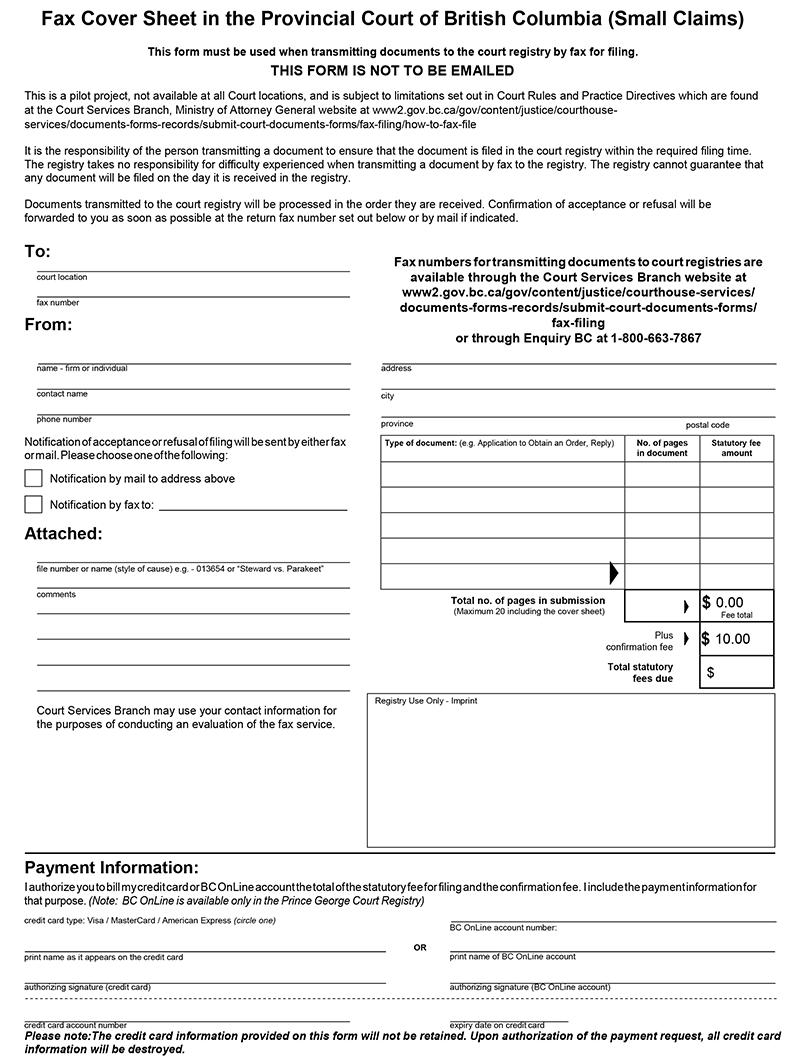 Fax Cover Sheet in the Provincial Court of British Columbia (Small Claims)
This form must be used when transmitting documents to the court registry by fax for filing.
THIS FORM IS NOT TO BE EMAILED
This is a pilot project, not available at all Court locations, and is subject to limitations set out in Court Rules and Practice Directives which are found
at the Court Services Branch, Ministry of Attorney General website at www2.gov.bc.ca/gov/content/justice/courthouse-
services/documents-forms-records/submit-court-documents-forms/fax-filing/how-to-fax-file
It is the responsibility of the person transmitting a document to ensure that the document is filed in the court registry within the required filing time.
The registry takes no responsibility for difficulty experienced when transmitting a document by fax to the registry. The registry cannot guarantee that
any document will be filed on the day it is received in the registry.
Documents transmitted to the court registry will be processed in the order they are received. Confirmation of acceptance or refusal will be
forwarded to you as soon as possible at the return fax number set out below or by mail if indicated.
To:
court location
fax number
Fax numbers for transmitting documents to court registries are
available through the Court Services Branch website at
www2.gov.bc.ca/gov/content/justice/courthouse-services/
documents-forms-records/submit-court-documents-forms/
fax-filing
or through Enquiry BC at 1-800-663-7867
From:
name - firm or individual
contact name
phone number
address
city
province postal code
Notification of acceptance or refusal of filing will be sent by either fax
or mail. Please choose one of the following:
Notification by mail to address above
Notification by fax to:
Type of document: (e.g. Application to Obtain an Order, Reply)
No. of pages
in document
Statutory fee
amount
Attached:
file number or name (style of cause) e.g. - 013654 or "Steward vs. Parakeet"
comments
Total no. of pages in submission
(Maximum 20 including the cover sheet)
$ 0.00
Fee total
Plus
confirmation fee
$ 10.00
Total statutory
fees due
$
Court Services Branch may use your contact information for
the purposes of conducting an evaluation of the fax service.
Registry Use Only - Imprint
Payment Information:
I authorize you to bill my credit card or BC OnLine account the total of the statutory fee for filing and the confirmation fee. I include the payment information for
that purpose. (Note: BC OnLine is available only in the Prince George Court Registry)
credit card type: Visa / MasterCard / American Express (circle one)
print name as it appears on the credit card
authorizing signature (credit card)
OR
BC OnLine account number:
print name of BC OnLine account
authorizing signature (BC OnLine account)
credit card account number
expiry date on credit card
Please note:The credit card information provided on this form will not be retained. Upon authorization of the payment request, all credit card
information will be destroyed.